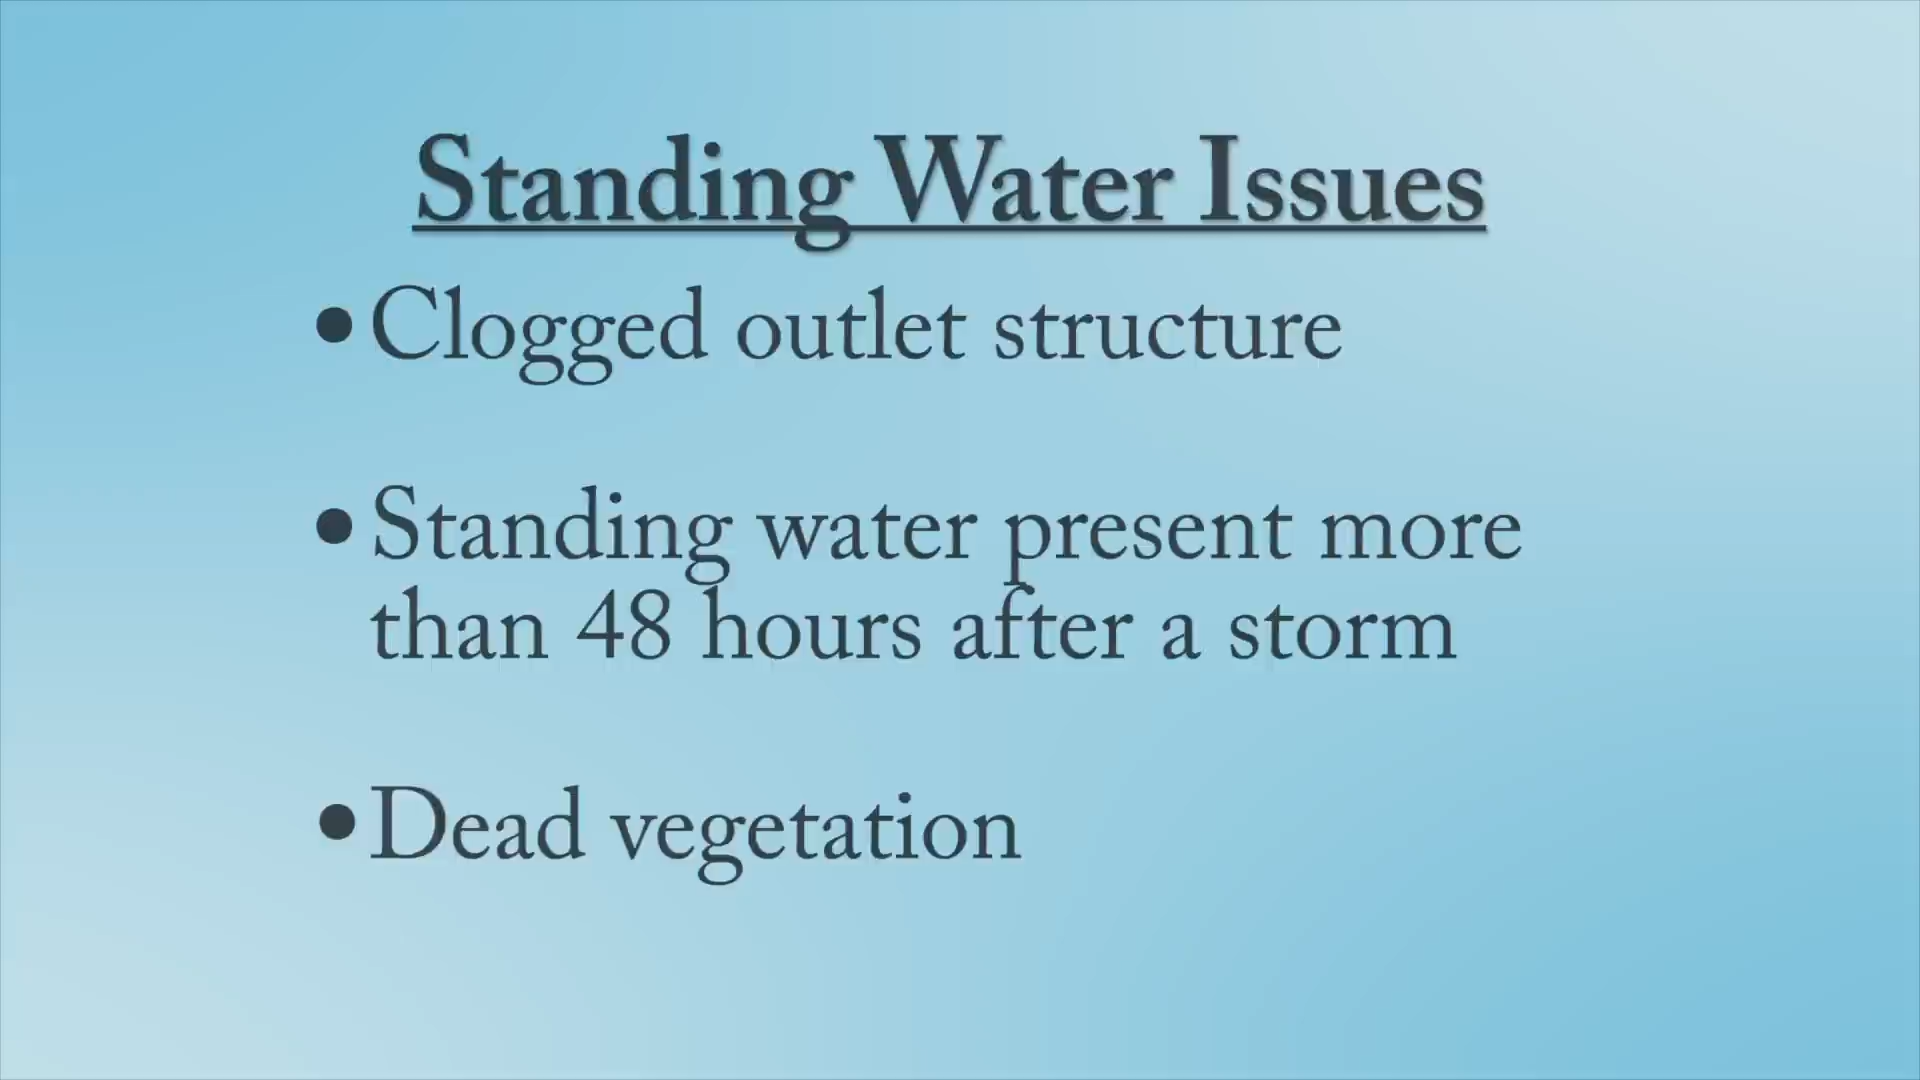 Standing Water Issues
•Clogged outlet structure
•Standing water present more
than 48 hours after a storm
•Dead vegetation